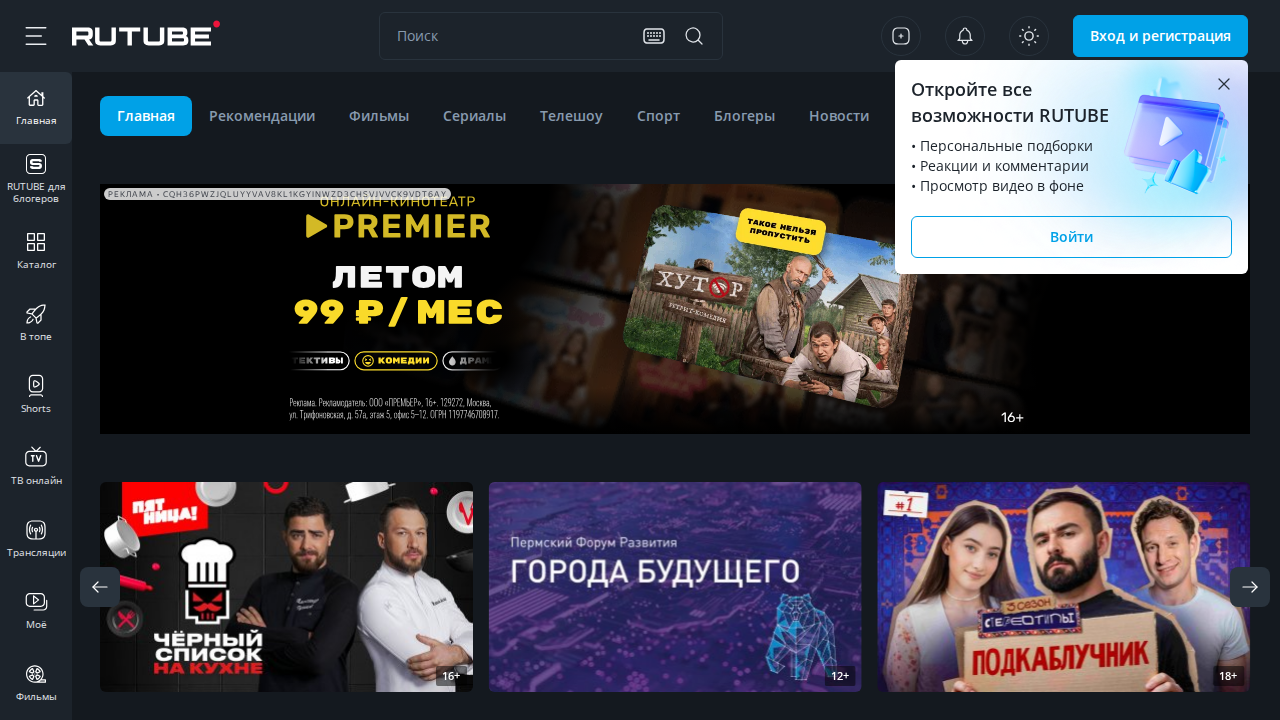 RUTUBE
Поиск
Вход и регистрация
Главная
RUTUBE для
блогеров
Каталог
В топе
Shorts
ТВ онлайн
Трансляции
Моё
Фильмы
Главная
Рекомендации
Фильмы
Сериалы
Телешоу
Спорт
Блогеры
Новости
Откройте все
возможности RUTUBE
• Персональные подборки
• Реакции и комментарии
• Просмотр видео в фоне
Войти
РЕКЛАМА • CQH36PWZJQLUYYVAV8KL1KGYINWZD3CHSVJVVCK9VDT6AY
ОНЛАЙН-КИНОТЕАТР
PREMIER
ЛЕТОМ
99 ₽/МЕС
ТЕКТИВЫ
КОМЕДИИ
ДРАМ
Реклама. Рекламодатель: ООО «ПРЕМЬЕР», 16+. 129272, Москва,
ул. Трифоновская, д. 57а, этаж 5, офис 5–12. ОГРН 1197746708917.
ТАКОЕ НЕЛЬЗЯ
ПРОПУСТИТЬ
ХУТОР
16+
ПЯТНИЦА!
ЧЁРНЫЙ
СПИСОК
НА КУХНЕ
16+
Пермский Форум Развития
ГОРОДА БУДУЩЕГО
12+
#1
3 СЕЗОН
СТЕРЕОТИПЫ
ПОДКАБЛУЧНИК
18+